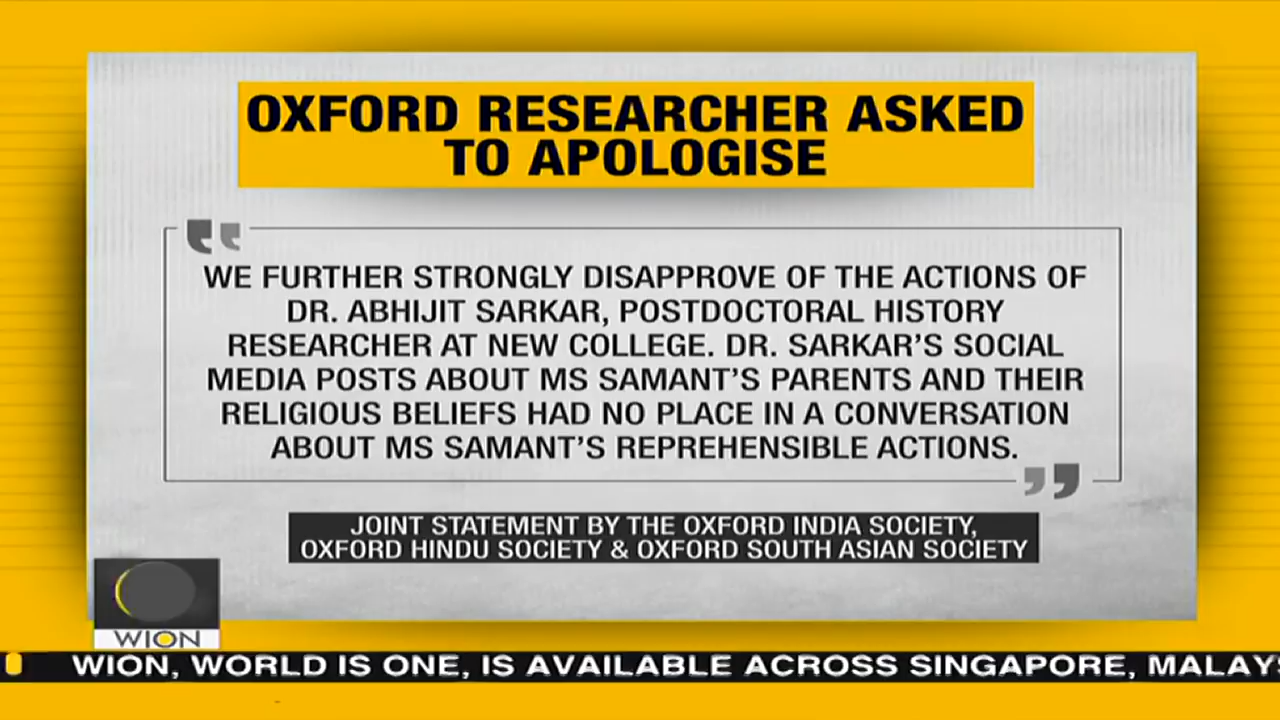 OXFORD RESEARCHER ASKED
TO APOLOGISE
WE FURTHER STRONGLY DISAPPROVE OF THE ACTIONS OF
DR. ABHIJIT SARKAR, POSTDOCTORAL HISTORY
RESEARCHER AT NEW COLLEGE. DR. SARKAR'S SOCIAL
MEDIA POSTS ABOUT MS SAMANT'S PARENTS AND THEIR
RELIGIOUS BELIEFS HAD NO PLACE IN A CONVERSATION
ABOUT MS SAMANT'S REPREHENSIBLE ACTIONS.
JOINT STATEMENT BY THE OXFORD INDIA SOCIETY,
OXFORD HINDU SOCIETY & OXFORD SOUTH ASIAN SOCIETY
WION
WION, WORLD IS ONE, IS AVAILABLE ACROSS SINGAPORE,